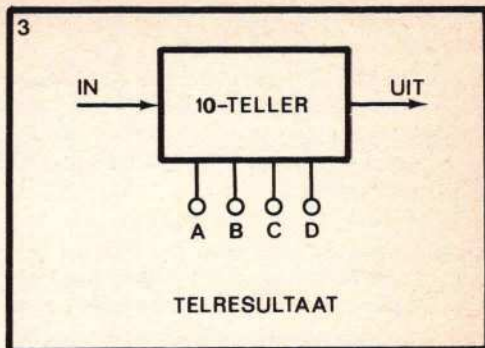 3
IN
10-TELLER
UIT
A B C D
TELRESULTAAT